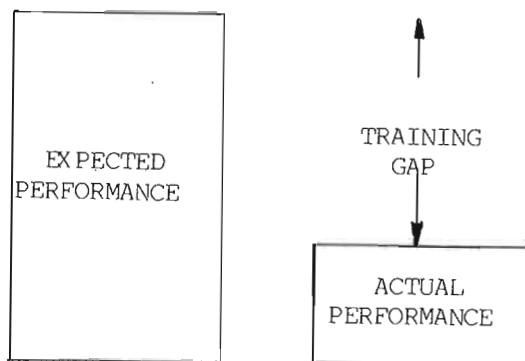 EXPECTED
PERFORMANCE
TRAINING
GAP
ACTUAL
PERFORMANCE